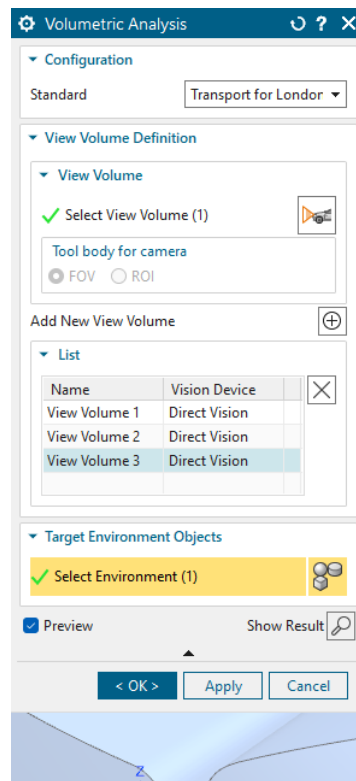 Volumetric Analysis
Configuration
Standard Transport for Londor
View Volume Definition
View Volume
Select View Volume (1)
Tool body for camera
FOV ROI
Add New View Volume
List
Name Vision Device
View Volume 1 Direct Vision
View Volume 2 Direct Vision
View Volume 3 Direct Vision
Target Environment Objects
Select Environment (1)
Preview Show Result
< OK > Apply Cancel
Z